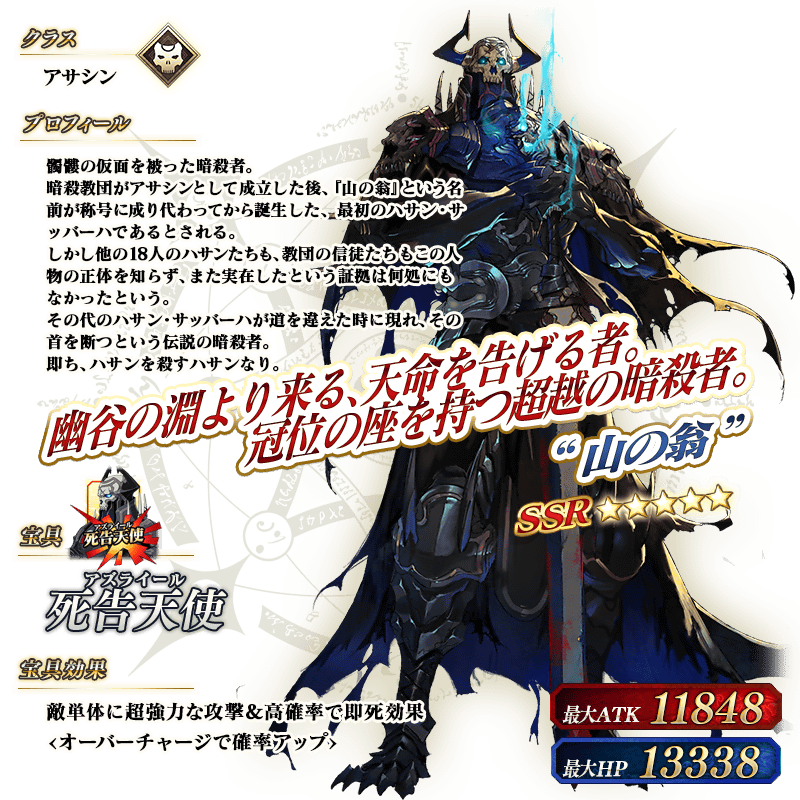 クラス
アサシン
プロフィール
髑髏の仮面を被った暗殺者。
暗殺教団がアサシンとして成立した後、『山の翁』という名
前が称号に成り代わってから誕生した、最初のハサン・サ
ッバーハであるとされる。
しかし他の18人のハサンたちも、教団の信徒たちもこの人
物の正体を知らず、また実在したという証拠は何処にも
なかったという。
その代のハサン・サッバーハが道を違えた時に現れ、その
首を断つという伝説の暗殺者。
即ち、ハサンを殺すハサンなり。
幽谷の淵より来る、天命を告げる者。
冠位の座を持つ超越の暗殺者。
“山の翁”
SSR ★★★★★
宝具
アズライール
死告天使
アズライール
死告天使
宝具効果
敵単体に超強力な攻撃&高確率で即死効果
<オーバーチャージで確率アップ>
最大ATK 11848
最大HP 13338